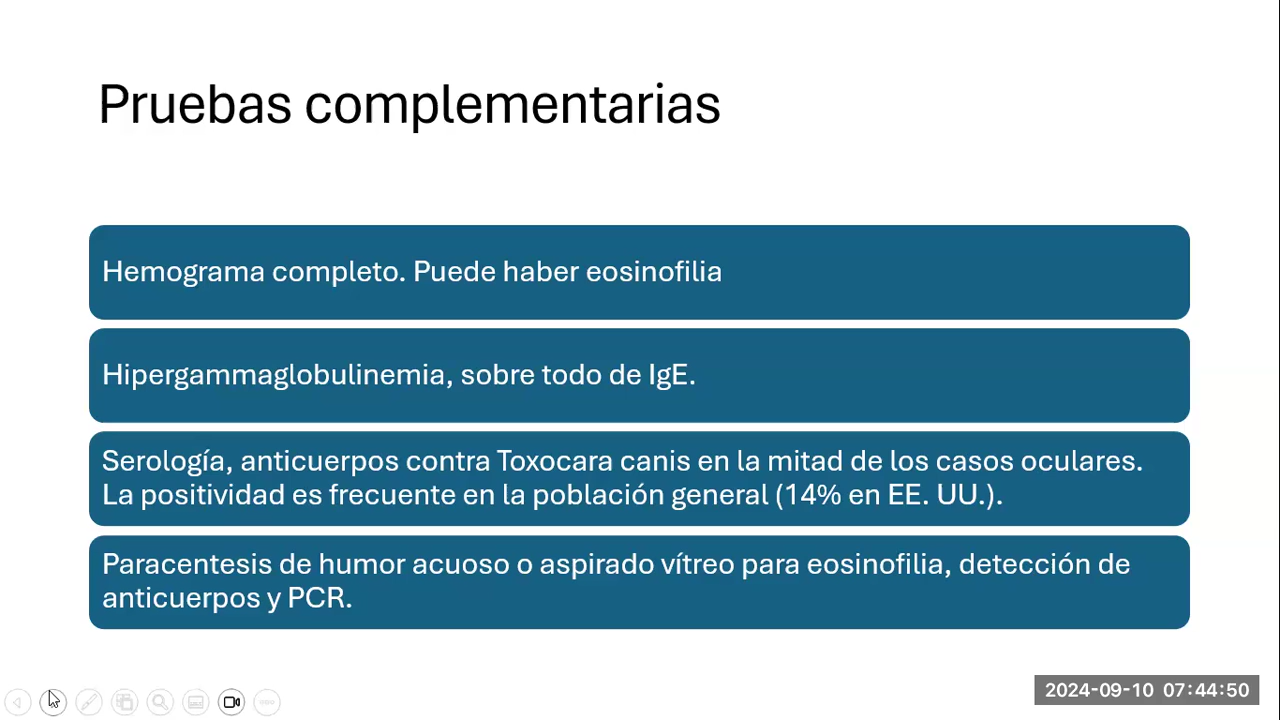 Pruebas complementarias
Hemograma completo. Puede haber eosinofilia
Hipergammaglobulinemia, sobre todo de IgE.
Serología, anticuerpos contra Toxocara canis en la mitad de los casos oculares.
La positividad es frecuente en la población general (14% en EE. UU.).
Paracentesis de humor acuoso o aspirado vítreo para eosinofilia, detección de
anticuerpos y PCR.
2024-09-10 07:44:50